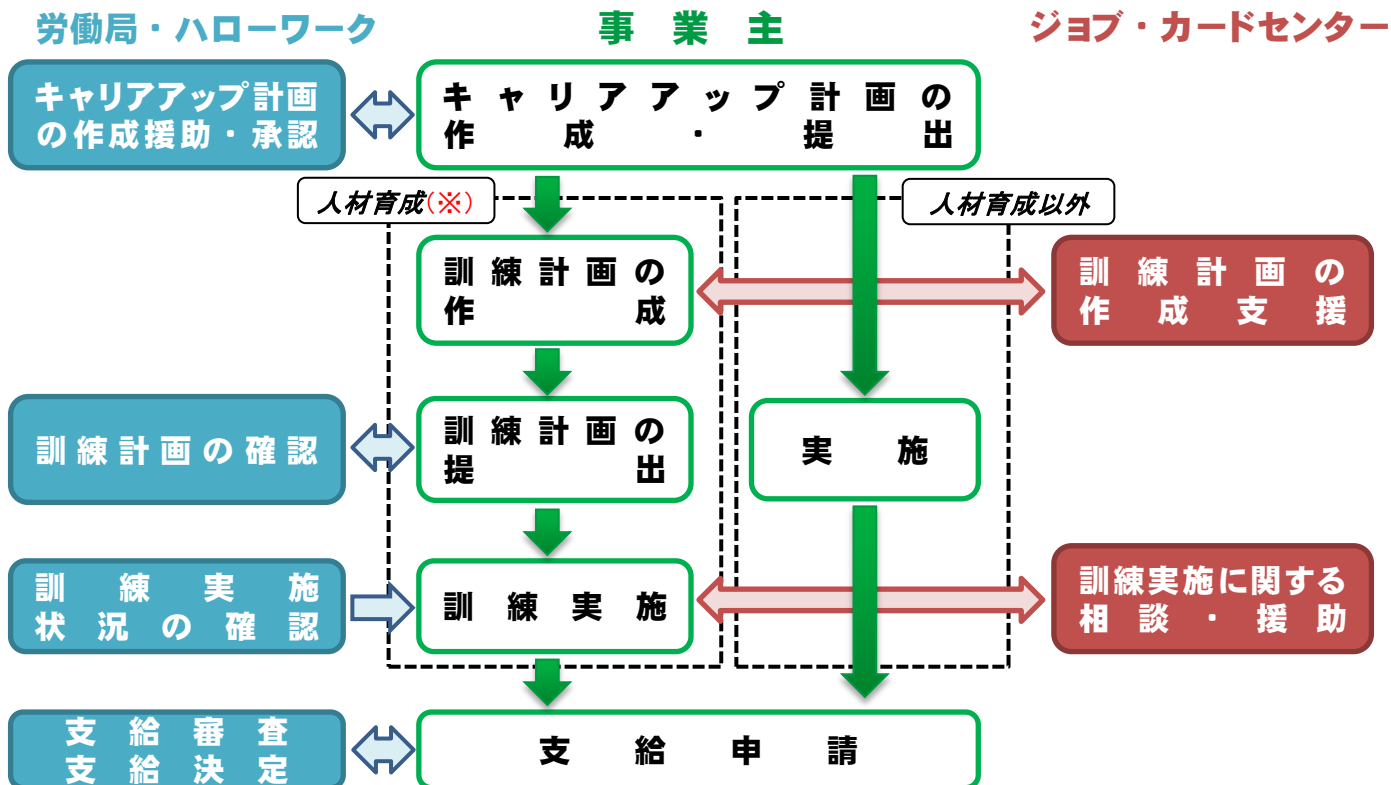 労働局・ハローワーク
事業主
ジョブ・カードセンター
キャリアアップ計画
の作成援助・承認
キャリアアップ計画の
作成・提出
人材育成(※)
人材育成以外
訓練計画の
作成
訓練計画の
作成支援
訓練計画の確認
訓練計画の
提出
実施
訓練実施
状況の確認
訓練実施
訓練実施に関する
相談・援助
支給審査
支給決定
支給申請